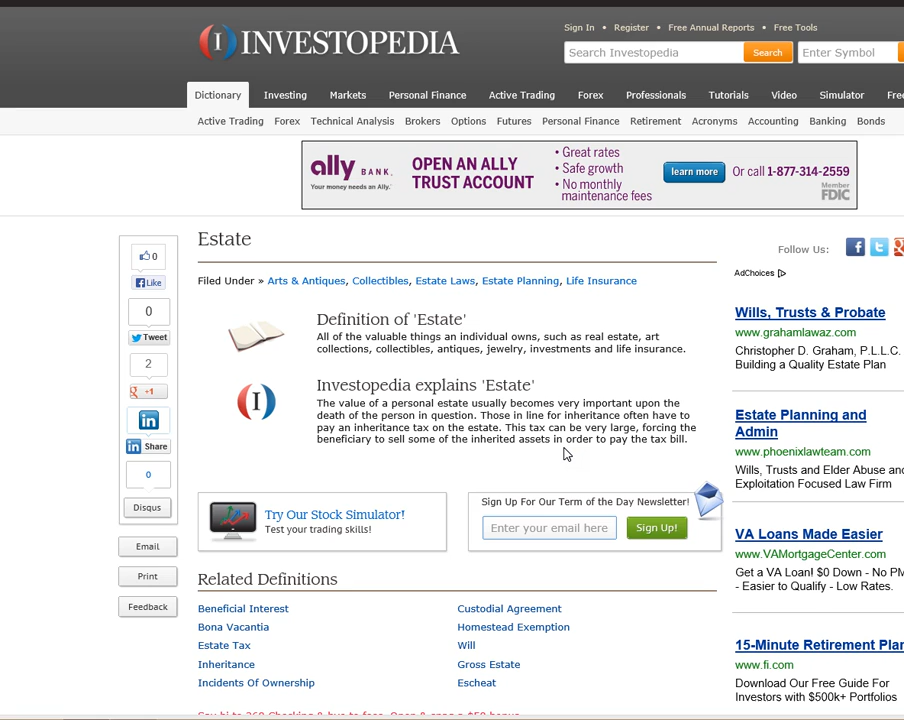 Sign In • Register • Free Annual Reports • Free Tools
INVESTOPEDIA
Search Investopedia
Search
Enter Symbol
Dictionary Investing Markets Personal Finance Active Trading Forex Professionals Tutorials Video Simulator
Active Trading Forex Technical Analysis Brokers Options Futures Personal Finance Retirement Acronyms Accounting Banking Bonds
ally BANK.
Your money needs an Ally.
OPEN AN ALLY
TRUST ACCOUNT
• Great rates
• Safe growth
• No monthly
maintenance fees
learn more
Or call 1-877-314-2559
Member
FDIC
Estate
Follow Us:
AdChoices
Filed Under » Arts & Antiques, Collectibles, Estate Laws, Estate Planning, Life Insurance
0
Like
0
Tweet
2
+1
in
in Share
0
Disqus
Email
Print
Feedback
Definition of 'Estate'
All of the valuable things an individual owns, such as real estate, art
collections, collectibles, antiques, jewelry, investments and life insurance.
I
Investopedia explains 'Estate'
The value of a personal estate usually becomes very important upon the
death of the person in question. Those in line for inheritance often have to
pay an inheritance tax on the estate. This tax can be very large, forcing the
beneficiary to sell some of the inherited assets in order to pay the tax bill.
Try Our Stock Simulator!
Test your trading skills!
Sign Up For Our Term of the Day Newsletter!
Enter your email here
Sign Up!
Related Definitions
Beneficial Interest
Bona Vacantia
Estate Tax
Inheritance
Incidents Of Ownership
Custodial Agreement
Homestead Exemption
Will
Gross Estate
Escheat
Wills, Trusts & Probate
www.grahamlawaz.com
Christopher D. Graham, P.L.L.C.
Building a Quality Estate Plan
Estate Planning and
Admin
www.phoenixlawteam.com
Wills, Trusts and Elder Abuse and
Exploitation Focused Law Firm
VA Loans Made Easier
www.VAMortgageCenter.com
Get a VA Loan! $0 Down - No PM
- Easier to Qualify - Low Rates.
15-Minute Retirement Plan
www.fi.com
Download Our Free Guide For
Investors with $500k+ Portfolios